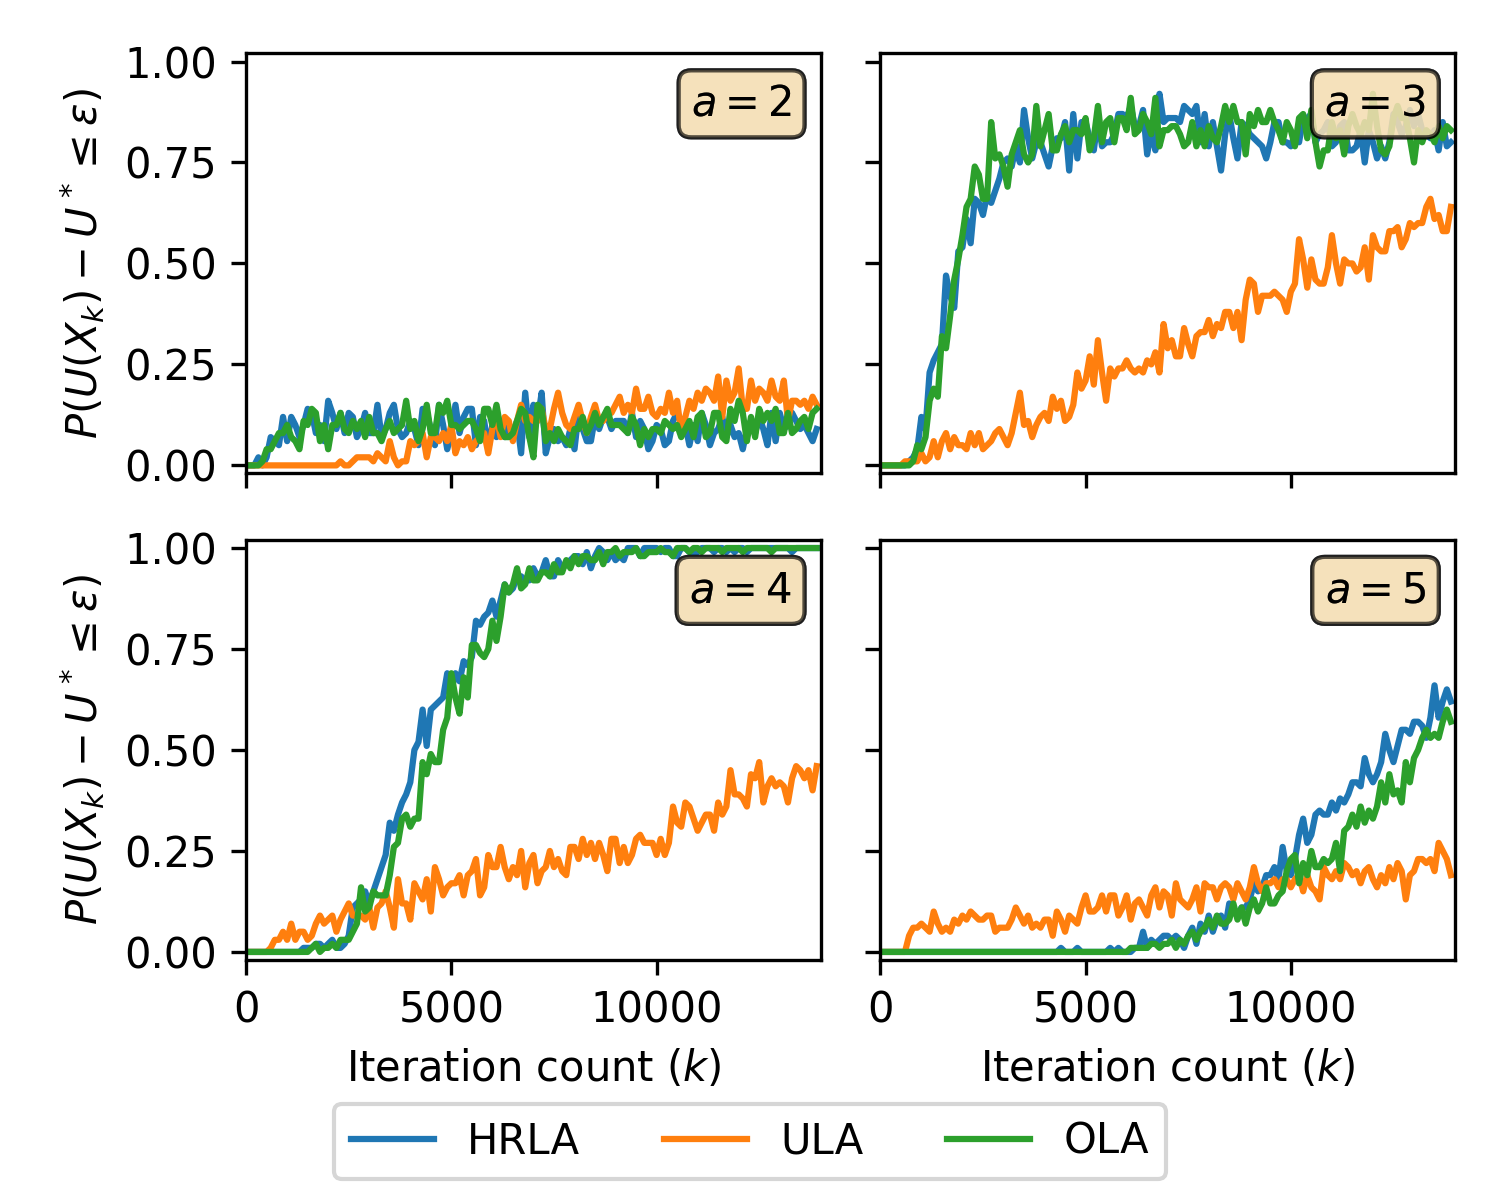 1.00
0.75
0.50
0.25
0.00
P(U(X_k) − U* ≤ ε)
a = 2
a = 3
1.00
0.75
0.50
0.25
0.00
P(U(X_k) − U* ≤ ε)
a = 4
a = 5
0 5000 10000
0 5000 10000
Iteration count (k)
Iteration count (k)
HRLA ULA OLA